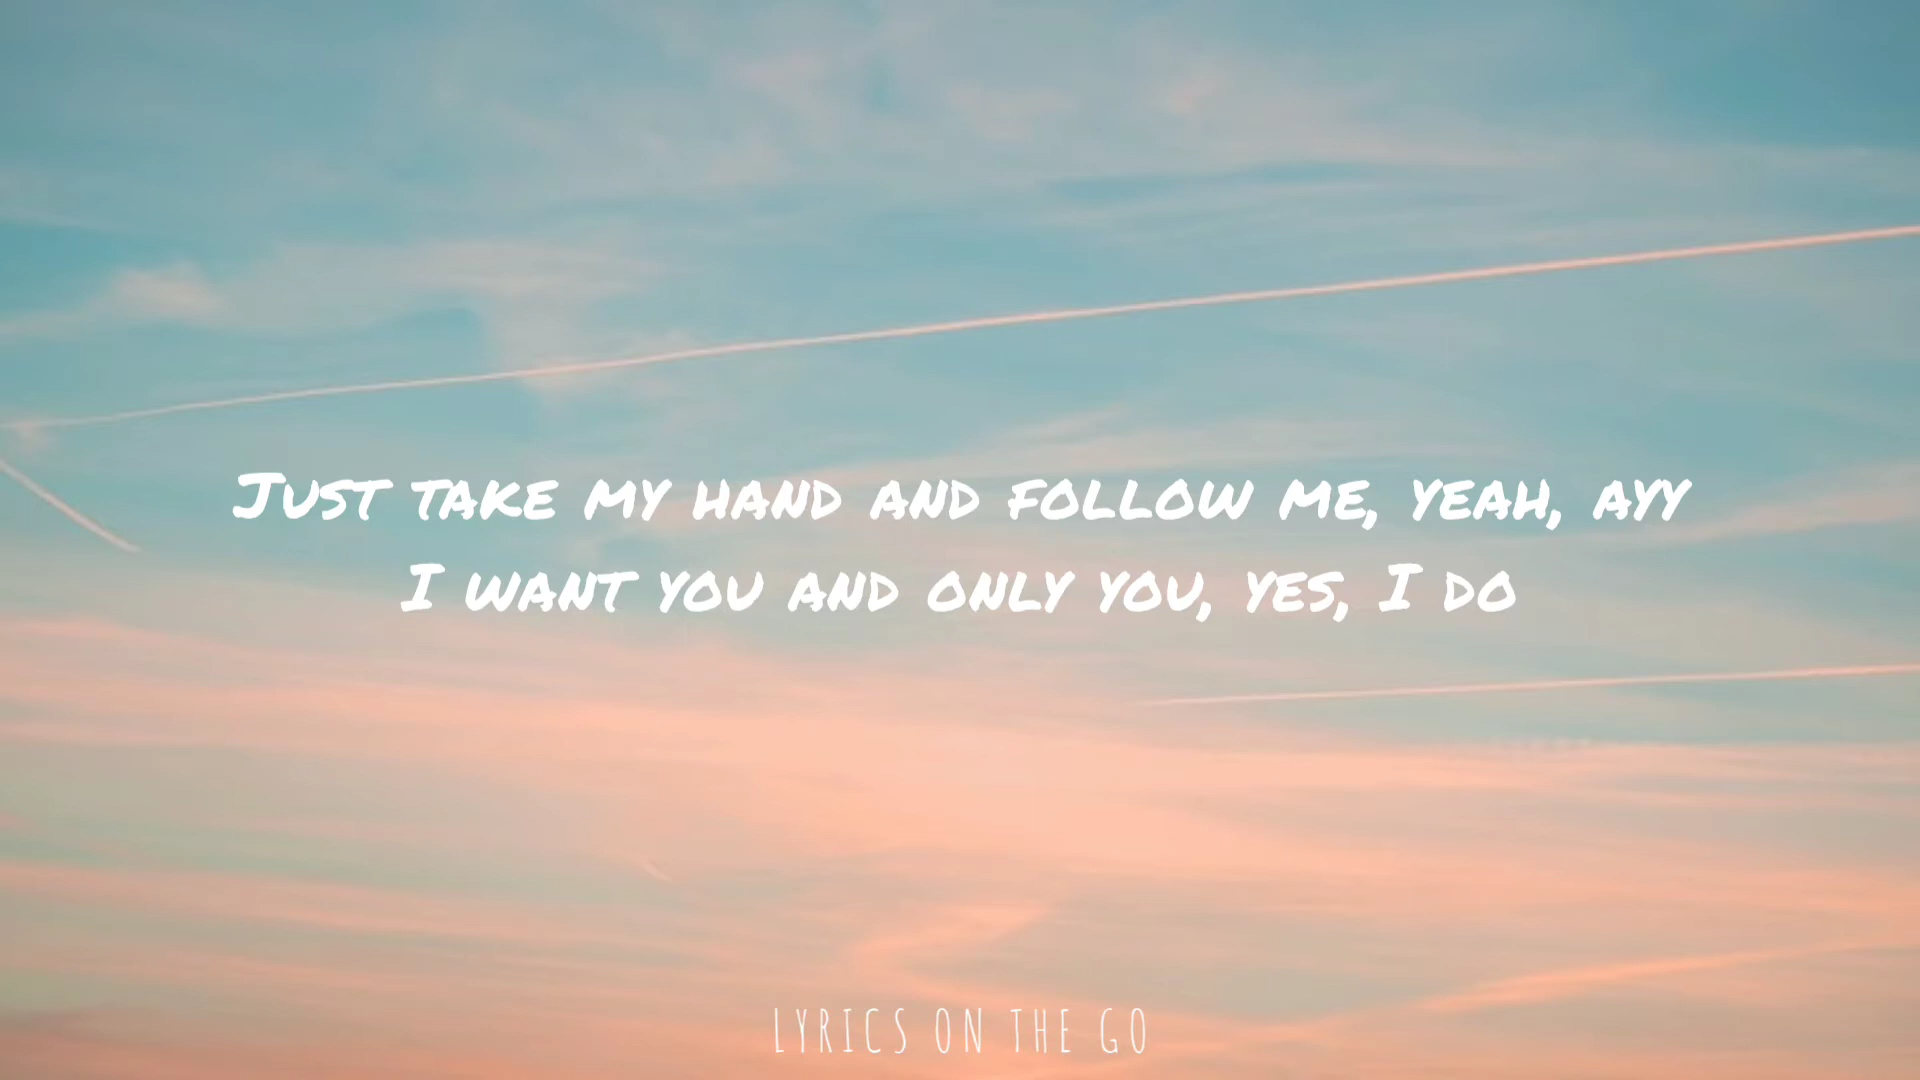 Just take my hand and follow me, yeah, ayy
I want you and only you, yes, I do
LYRICS ON THE GO